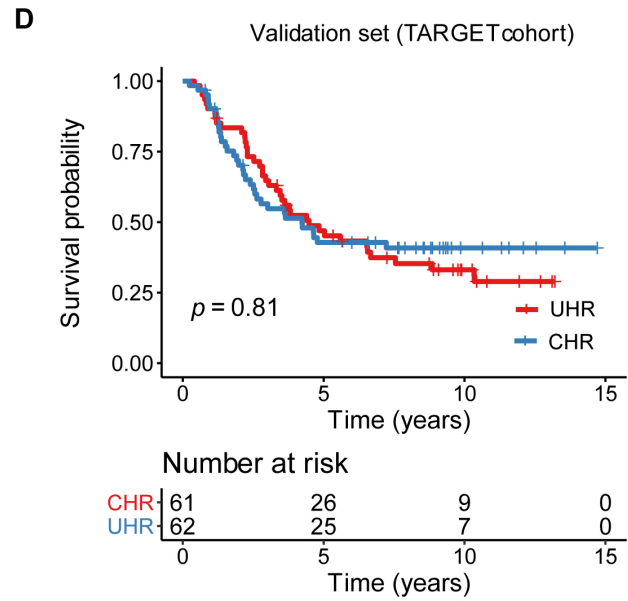 D
Validation set (TARGET cohort)
Survival probability
1.00
0.75
0.50
0.25
0.00
p = 0.81
UHR
CHR
0 5 10 15
Time (years)
Number at risk
CHR 61 26 9 0
UHR 62 25 7 0
0 5 10 15
Time (years)